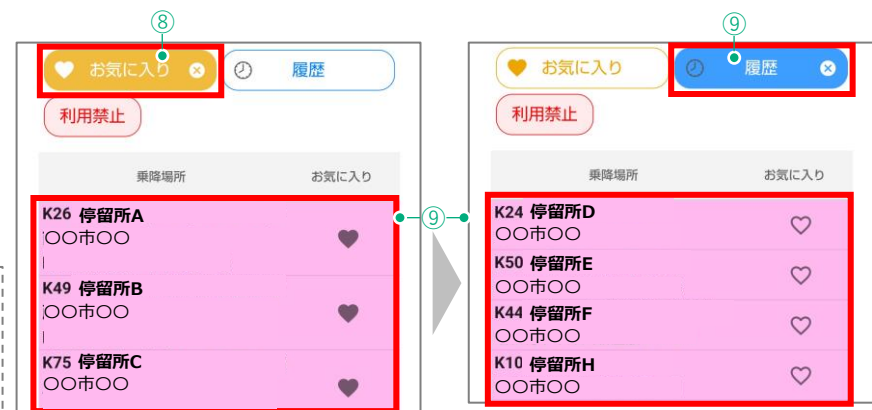 ⑧
お気に入り
履歴
利用禁止
乗降場所 お気に入り
K26 停留所A
〇〇市〇〇
K49 停留所B
〇〇市〇〇
K75 停留所C
〇〇市〇〇
⑨
⑨
お気に入り
履歴
利用禁止
乗降場所 お気に入り
K24 停留所D
〇〇市〇〇
K50 停留所E
〇〇市〇〇
K44 停留所F
〇〇市〇〇
K10 停留所H
〇〇市〇〇